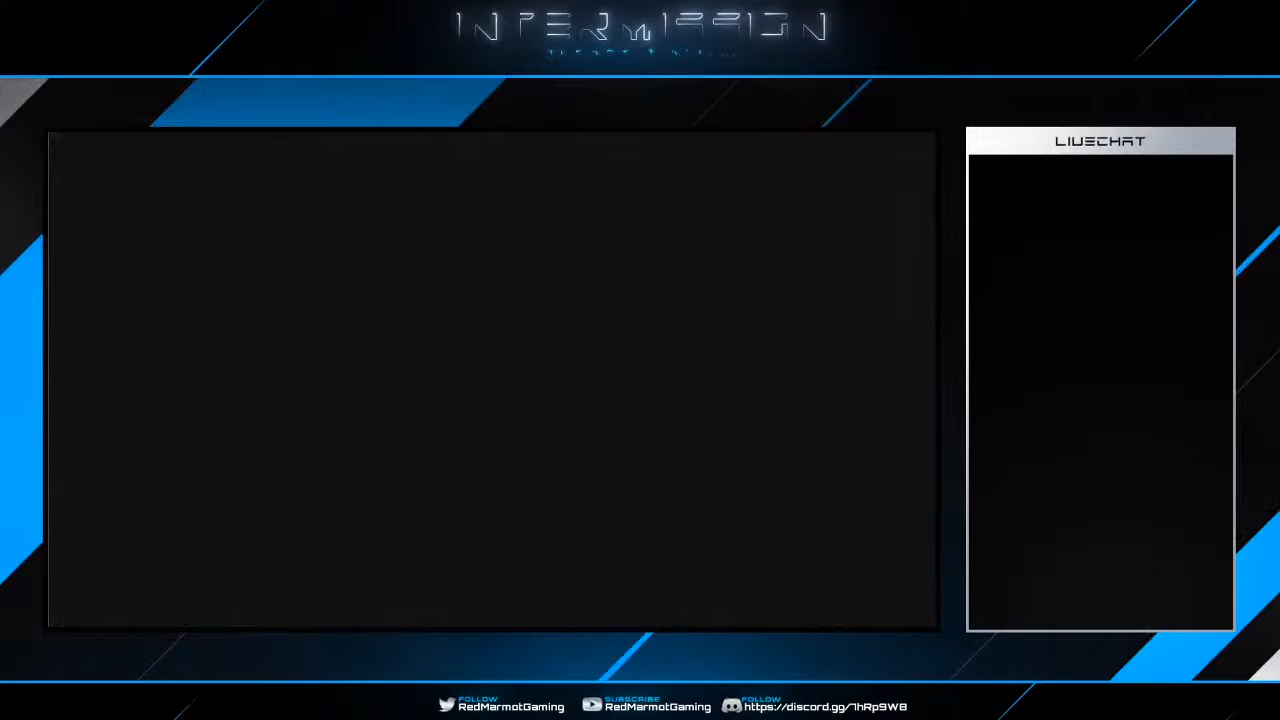 INTERMISSION
LIVECHAT
FOLLOW
RedMarmotGaming
SUBSCRIBE
RedMarmotGaming
FOLLOW
https://discord.gg/1hRp9W8